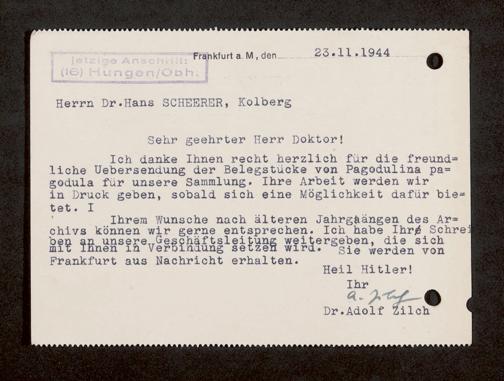 jetzige Anschrift:
(16) Hungen/Obh.
Frankfurt a. M., den 23.11.1944
Herrn Dr.Hans SCHEERER, Kolberg
Sehr geehrter Herr Doktor!
Ich danke Ihnen recht herzlich für die freund=
liche Uebersendung der Belegstücke von Pagodulina pa=
godula für unsere Sammlung. Ihre Arbeit werden wir
in Druck geben, sobald sich eine Möglichkeit dafür bie=
tet. I
Ihrem Wunsche nach älteren Jahrgäängen des Ar=
chivs können wir gerne entsprechen. Ich habe Ihre Schrei
ben an unsere Geschäftsleitung weitergeben, die sich
mit Ihnen in Verbindung setzen wird. Sie werden von
Frankfurt aus Nachricht erhalten.
Heil Hitler!
Ihr
A. Zilch
Dr.Adolf Zilch